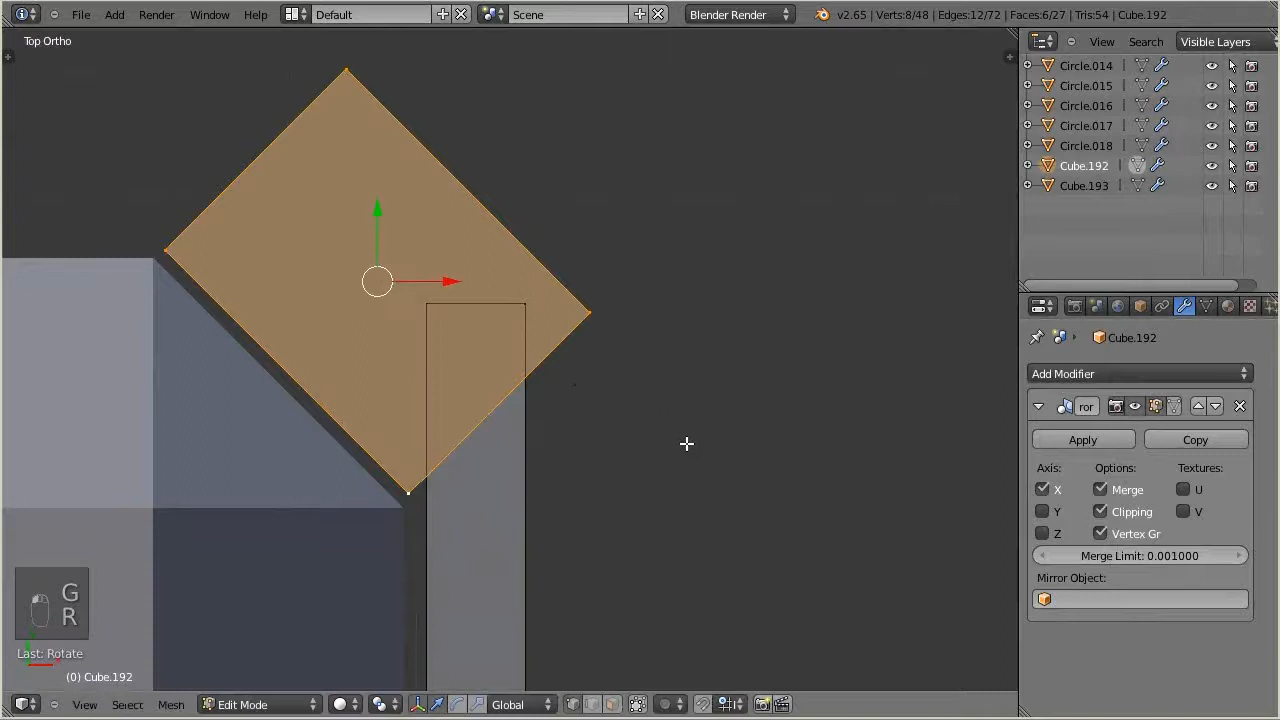 File Add Render Window Help Default Scene Blender Render v2.65 | Verts:8/48 | Edges:12/72 | Faces:6/27 | Tris:54 | Cube.192
Top Ortho
View Search Visible Layers
Circle.014
Circle.015
Circle.016
Circle.017
Circle.018
Cube.192
Cube.193
Cube.192
Add Modifier
ror
Apply Copy
Axis: Options: Textures:
X Merge U
Y Clipping V
Z Vertex Gr
Merge Limit: 0.001000
Mirror Object:
G
R
Last: Rotate
(0) Cube.192
View Select Mesh Edit Mode Global